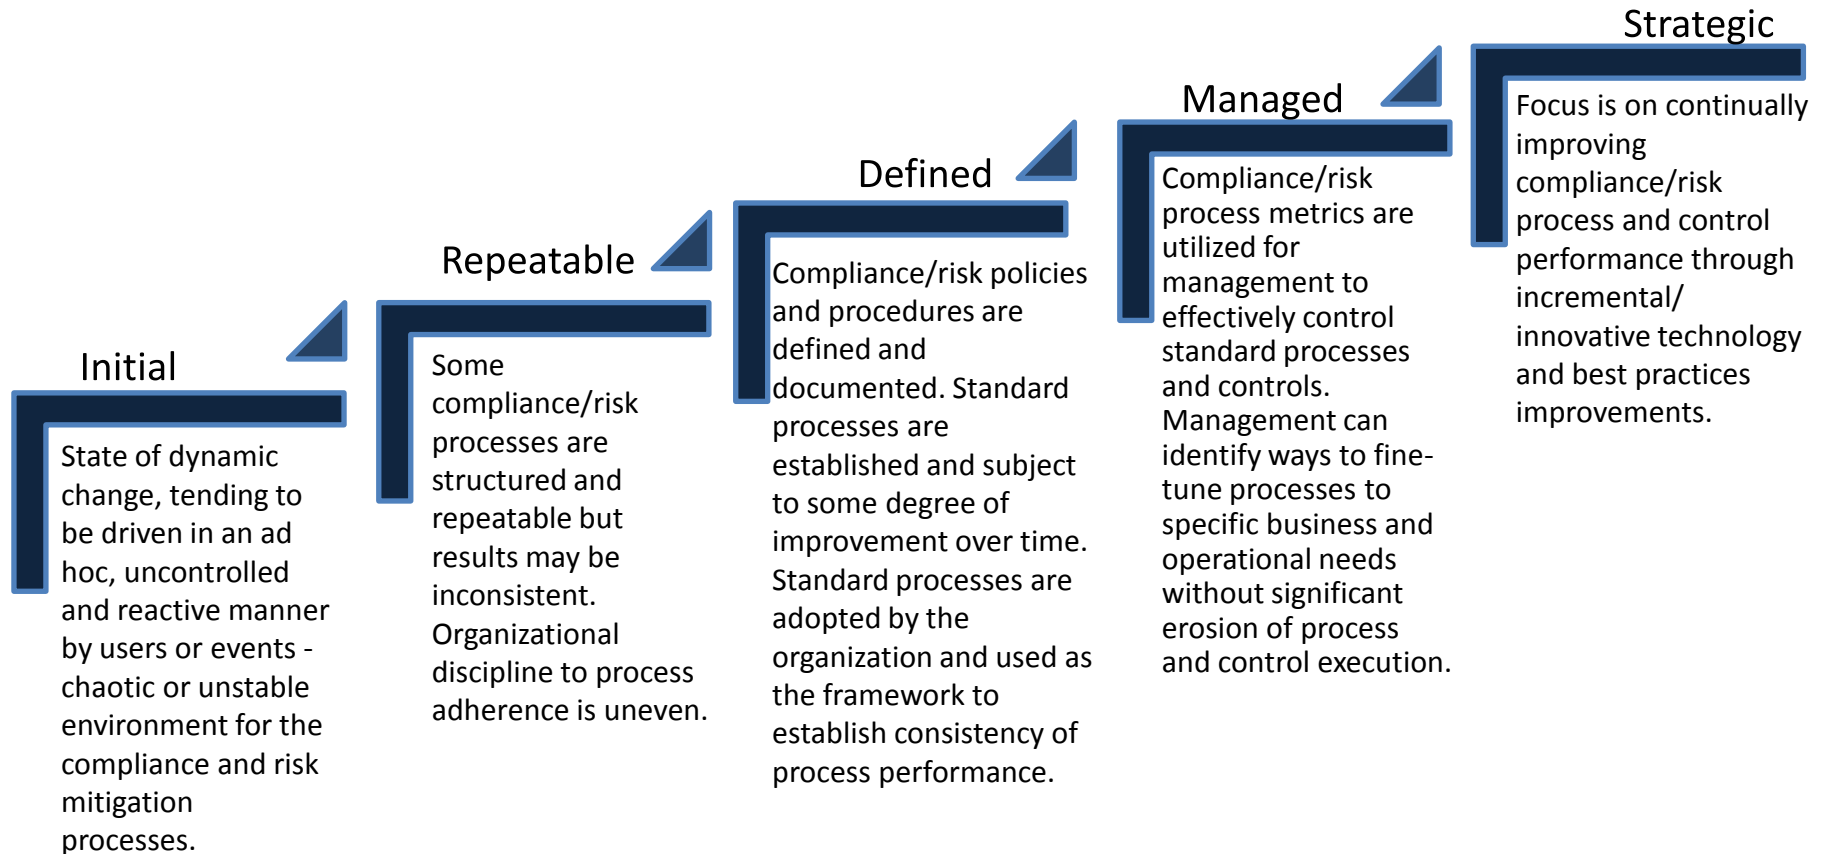 Initial
State of dynamic
change, tending to
be driven in an ad
hoc, uncontrolled
and reactive manner
by users or events -
chaotic or unstable
environment for the
compliance and risk
mitigation
processes.
Repeatable
Some
compliance/risk
processes are
structured and
repeatable but
results may be
inconsistent.
Organizational
discipline to process
adherence is uneven.
Defined
Compliance/risk policies
and procedures are
defined and
documented. Standard
processes are
established and subject
to some degree of
improvement over time.
Standard processes are
adopted by the
organization and used as
the framework to
establish consistency of
process performance.
Managed
Compliance/risk
process metrics are
utilized for
management to
effectively control
standard processes
and controls.
Management can
identify ways to fine-
tune processes to
specific business and
operational needs
without significant
erosion of process
and control execution.
Strategic
Focus is on continually
improving
compliance/risk
process and control
performance through
incremental/
innovative technology
and best practices
improvements.